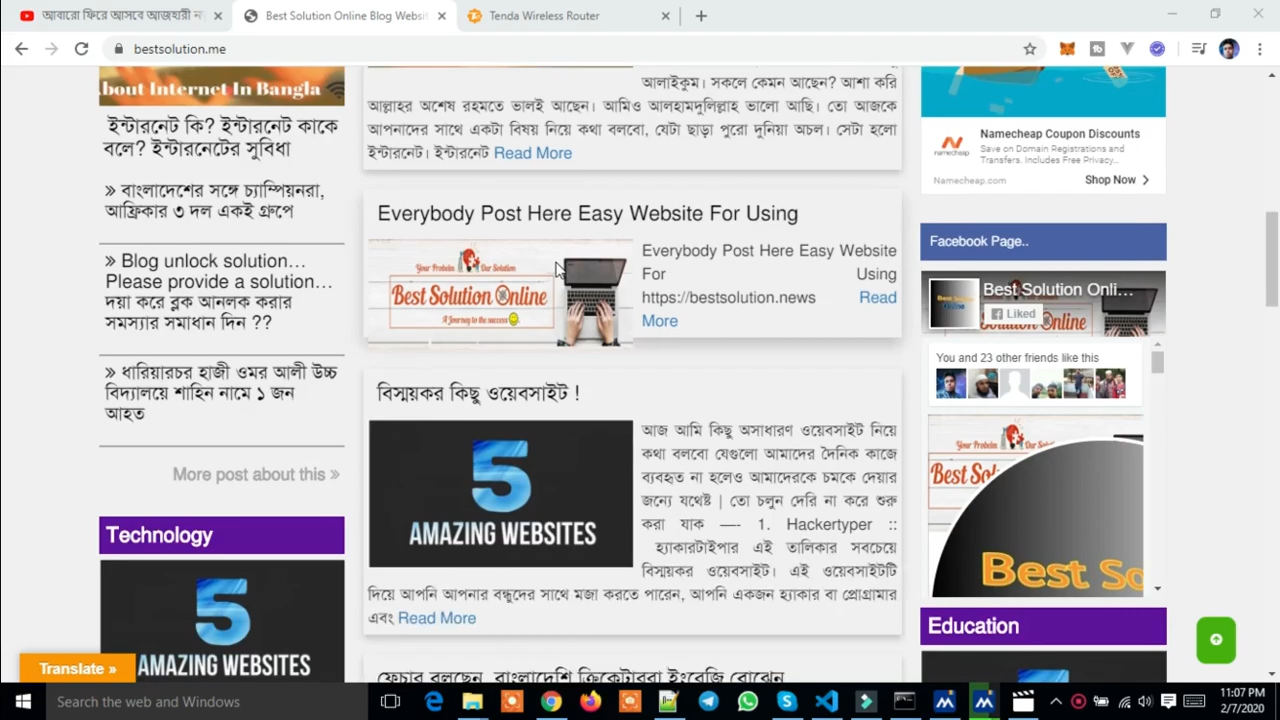 আবারো ফিরে আসবে আজহারী
Best Solution Online Blog Websi
Tenda Wireless Router
bestsolution.me
bout Internet In Bangla
ইন্টারনেট কি? ইন্টারনেট কাকে
বলে? ইন্টারনেটের সুবিধা
» বাংলাদেশের সঙ্গে চ্যাম্পিয়নরা,
আফ্রিকার ৩ দল একই গ্রুপে
» Blog unlock solution…
Please provide a solution…
দয়া করে ব্লক আনলক করার
সমস্যার সমাধান দিন ??
» ধারিয়ারচর হাজী ওমর আলী উচ্চ
বিদ্যালয়ে শাহিন নামে ১ জন
আহত
More post about this »
Technology
5
AMAZING WEBSITES
Translate »
আলাইকুম। সকলে কেমন আছেন? আশা করি
আল্লাহর অশেষ রহমতে ভালই আছেন। আমিও আলহামদুলিল্লাহ ভালো আছি। তো আজকে
আপনাদের সাথে একটা বিষয় নিয়ে কথা বলবো, যেটা ছাড়া পুরো দুনিয়া অচল। সেটা হলো
ইন্টারনেট। ইন্টারনেট Read More
Everybody Post Here Easy Website For Using
Your Problem Our Solution
Best Solution Online
A Journey to the success
Everybody Post Here Easy Website
For Using
https://bestsolution.news Read
More
বিস্ময়কর কিছু ওয়েবসাইট !
5
AMAZING WEBSITES
আজ আমি কিছু অসাধারণ ওয়েবসাইট নিয়ে
কথা বলবো যেগুলো আমাদের দৈনিক কাজে
ব্যবহৃত না হলেও আমাদেরকে চমকে দেয়ার
জন্যে যথেষ্ট | তো চলুন দেরি না করে শুরু
করা যাক —- 1. Hackertyper ::
হ্যাকারটাইপার এই তালিকার সবচেয়ে
বিস্ময়কর ওয়েবসাইট। এই ওয়েবসাইটটি
দিয়ে আপনি আপনার বন্ধুদের সাথে মজা করতে পারেন, আপনি একজন হ্যাকার বা প্রোগ্রামার
এবং Read More
ফেচার বলছেন, বাংলাদেশি ক্রিকেটাররা ইংরেজি বোঝেন
Namecheap Coupon Discounts
Save on Domain Registrations and
Transfers. Includes Free Privacy...
Namecheap.com
Shop Now
Facebook Page..
Best Solution Onli...
Liked
You and 23 other friends like this
Your Problem Our So
Best Sol
Best So
Education
Search the web and Windows
11:07 PM
2/7/2020